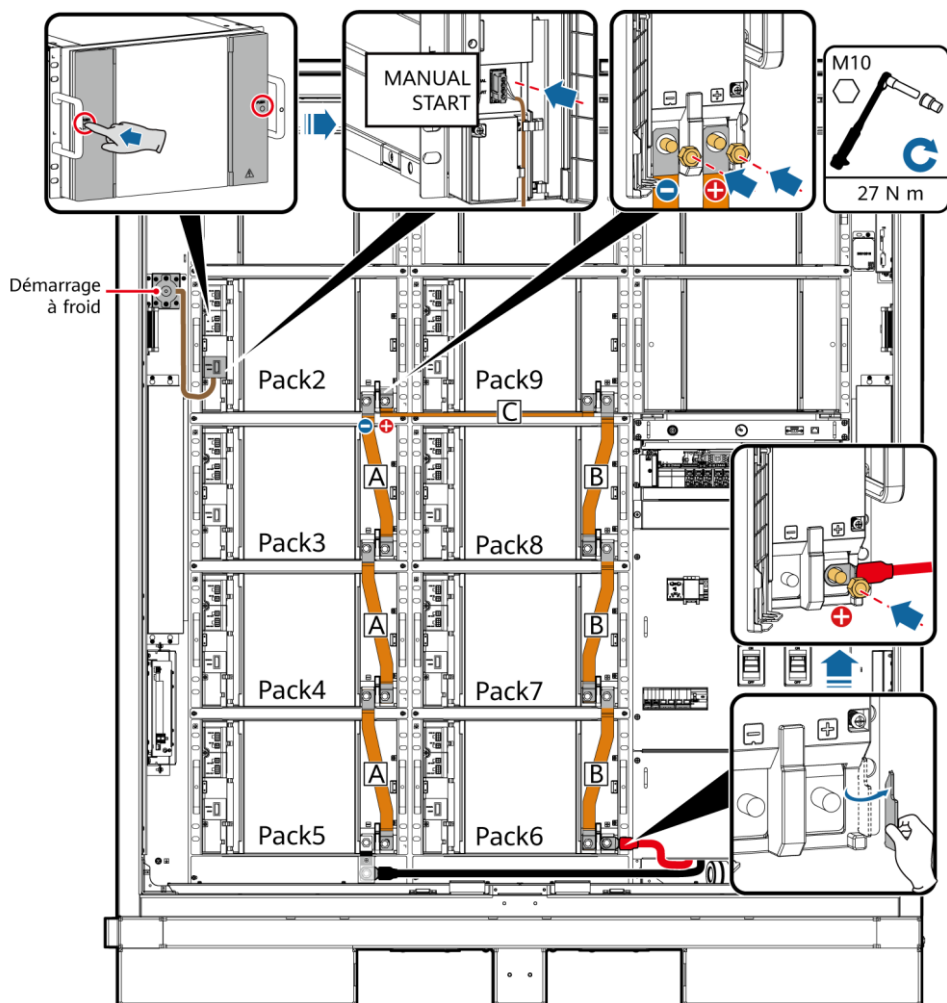 MANUAL
START
M10
27 N m
Démarrage
à froid
Pack2
Pack9
C
A
B
Pack3
Pack8
A
B
Pack4
Pack7
A
B
Pack5
Pack6